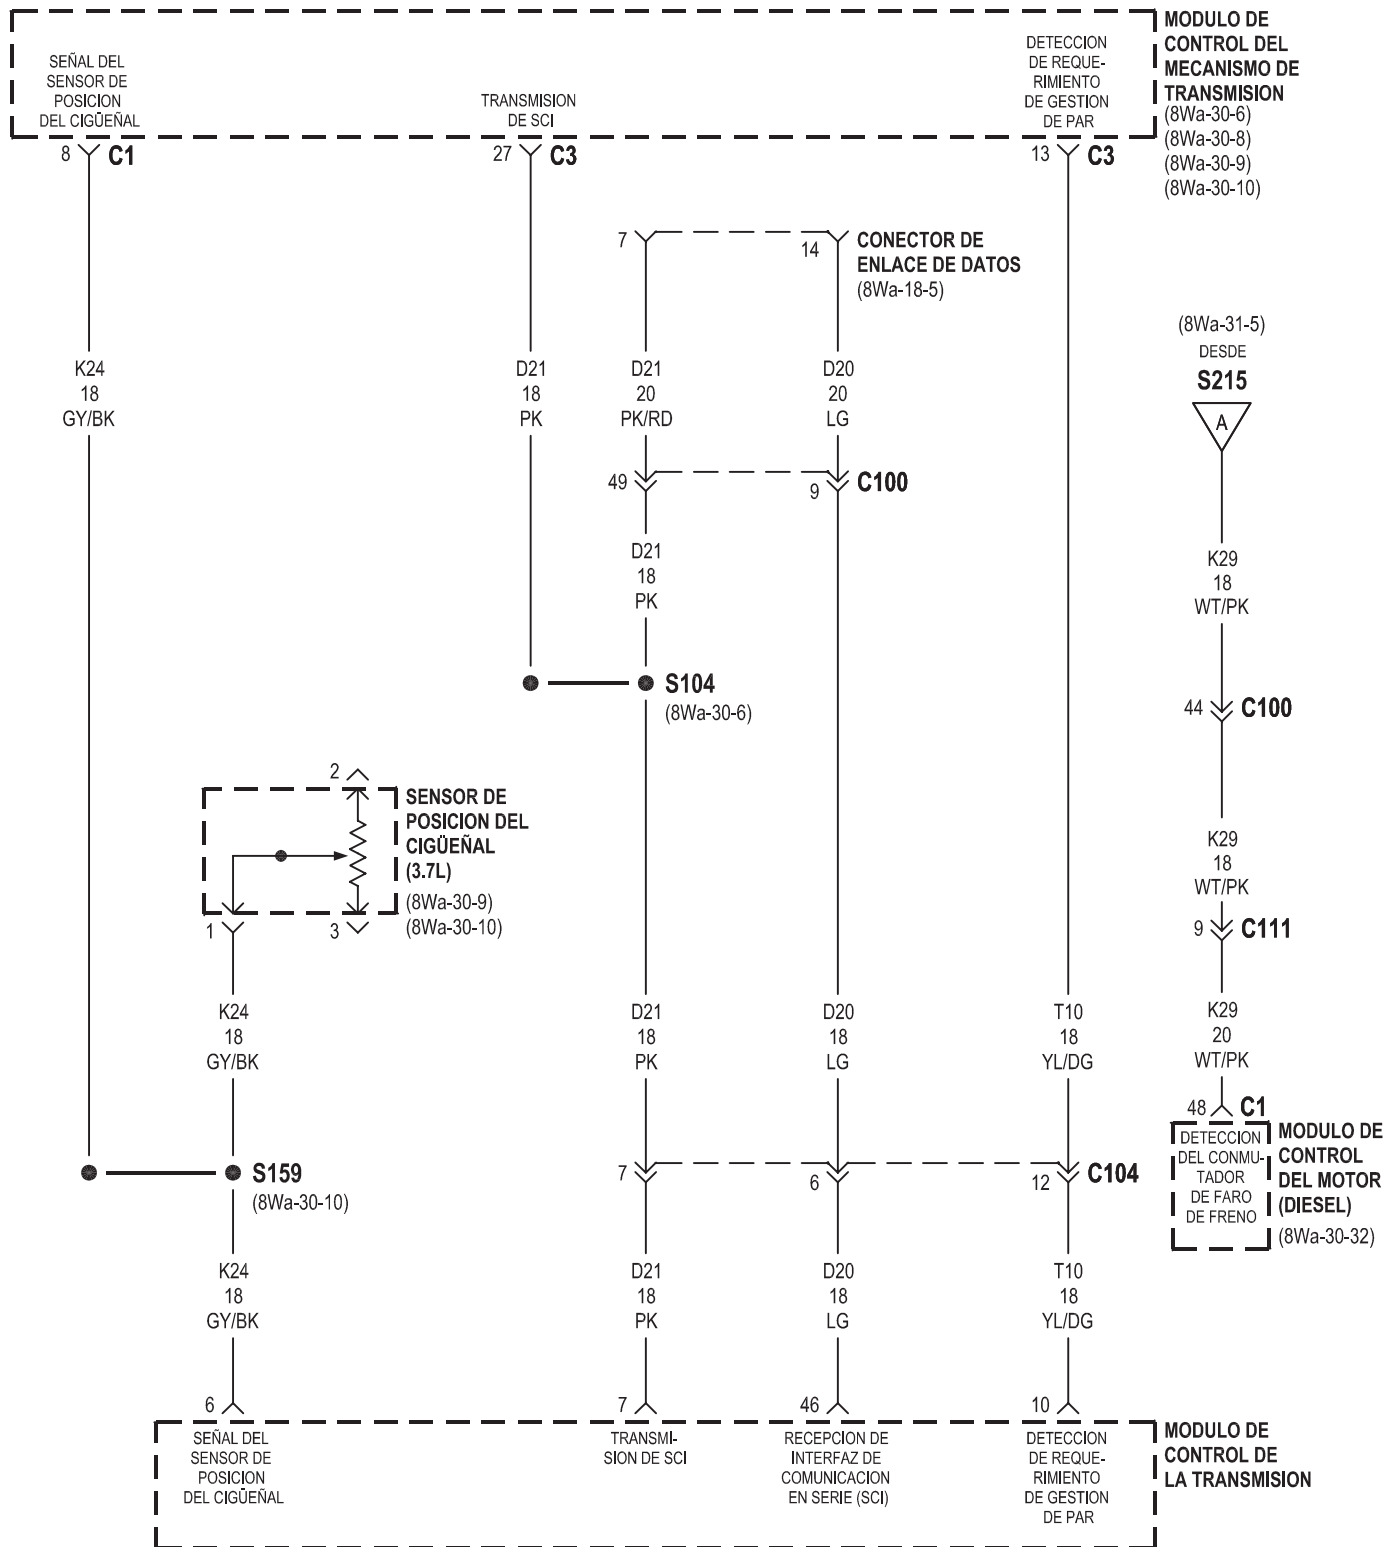 MODULO DE
CONTROL DEL
MECANISMO DE
TRANSMISION
(8Wa-30-6)
(8Wa-30-8)
(8Wa-30-9)
(8Wa-30-10)
SEÑAL DEL
SENSOR DE
POSICION
DEL CIGÜEÑAL
TRANSMISION
DE SCI
DETECCION
DE REQUE-
RIMIENTO
DE GESTION
DE PAR
8 C1
27 C3
13 C3
7
14
CONECTOR DE
ENLACE DE DATOS
(8Wa-18-5)
(8Wa-31-5)
DESDE
S215
A
K24
18
GY/BK
D21
18
PK
D21
20
PK/RD
D20
20
LG
49
9 C100
D21
18
PK
K29
18
WT/PK
S104
(8Wa-30-6)
44 C100
2
SENSOR DE
POSICION DEL
CIGÜEÑAL
(3.7L)
(8Wa-30-9)
(8Wa-30-10)
1
3
K29
18
WT/PK
9 C111
K24
18
GY/BK
D21
18
PK
D20
18
LG
T10
18
YL/DG
K29
20
WT/PK
48 C1
DETECCION
DEL CONMU-
TADOR
DE FARO
DE FRENO
MODULO DE
CONTROL
DEL MOTOR
(DIESEL)
(8Wa-30-32)
S159
(8Wa-30-10)
7
6
12 C104
K24
18
GY/BK
D21
18
PK
D20
18
LG
T10
18
YL/DG
6
7
46
10
SEÑAL DEL
SENSOR DE
POSICION
DEL CIGÜEÑAL
TRANSMI-
SION DE SCI
RECEPCION DE
INTERFAZ DE
COMUNICACION
EN SERIE (SCI)
DETECCION
DE REQUE-
RIMIENTO
DE GESTION
DE PAR
MODULO DE
CONTROL DE
LA TRANSMISION